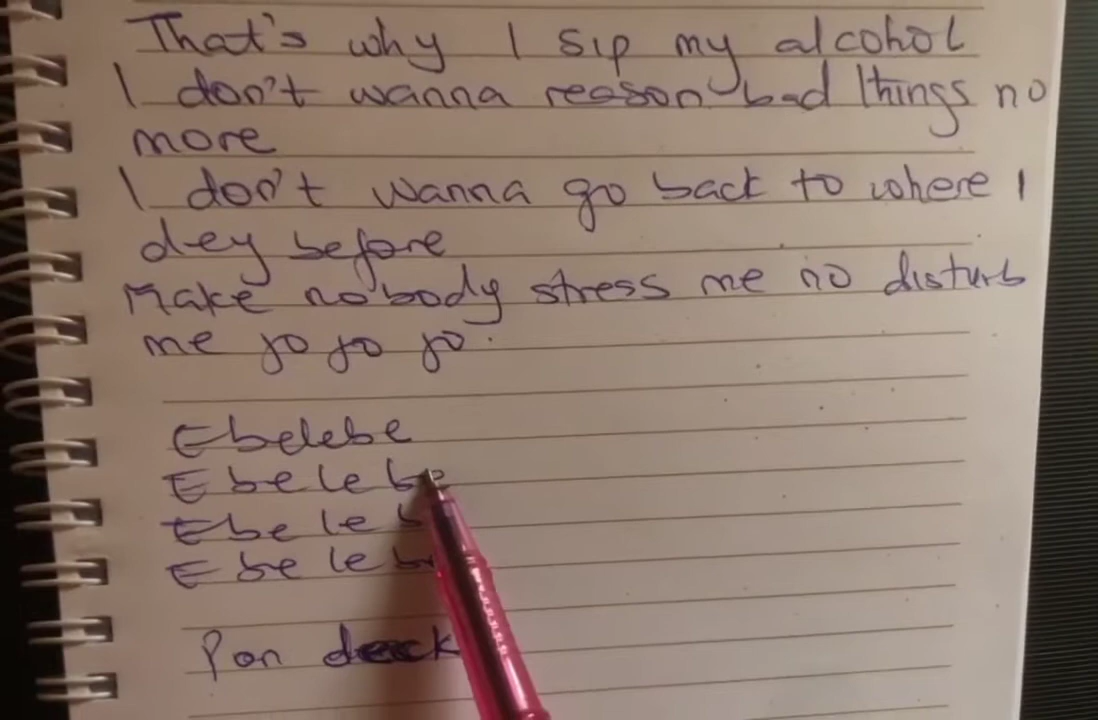 That's why I sip my alcohol
I don't wanna reason bad things no
more
I don't wanna go back to where I
dey before
Make nobody stress me no disturb
me jo jo jo.
Ebelebe
Ebelebe
Pon deck